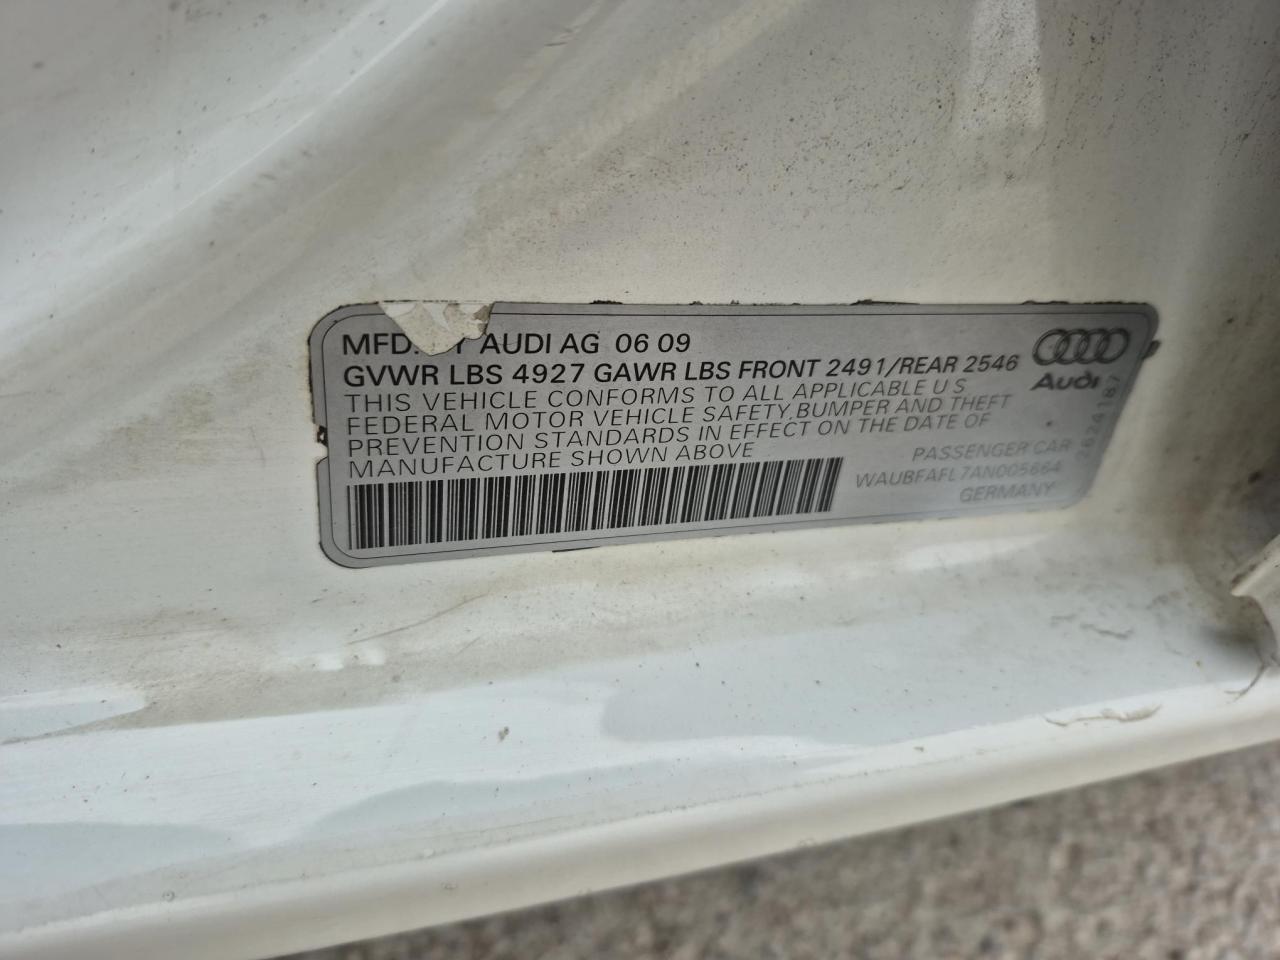 MFD. Y AUDI AG 06 09
GVWR LBS 4927 GAWR LBS FRONT 2491/REAR 2546
THIS VEHICLE CONFORMS TO ALL APPLICABLE U S
FEDERAL MOTOR VEHICLE SAFETY,BUMPER AND THEFT
PREVENTION STANDARDS IN EFFECT ON THE DATE OF
MANUFACTURE SHOWN ABOVE
Audi
PASSENGER CAR
WAUBFAFL7AN005664
GERMANY